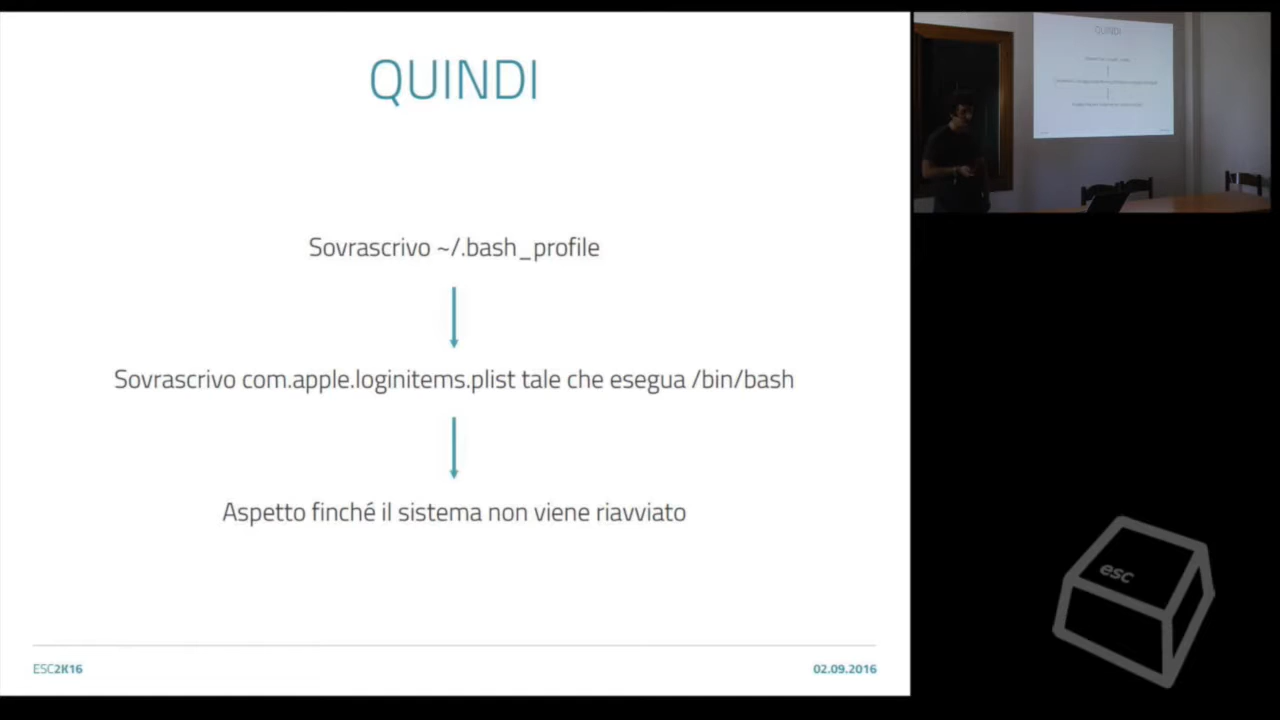 QUINDI
Sovrascrivo ~/.bash_profile
Sovrascrivo com.apple.loginitems.plist tale che esegua /bin/bash
Aspetto finché il sistema non viene riavviato
ESC2K16
02.09.2016
QUINDI
esc